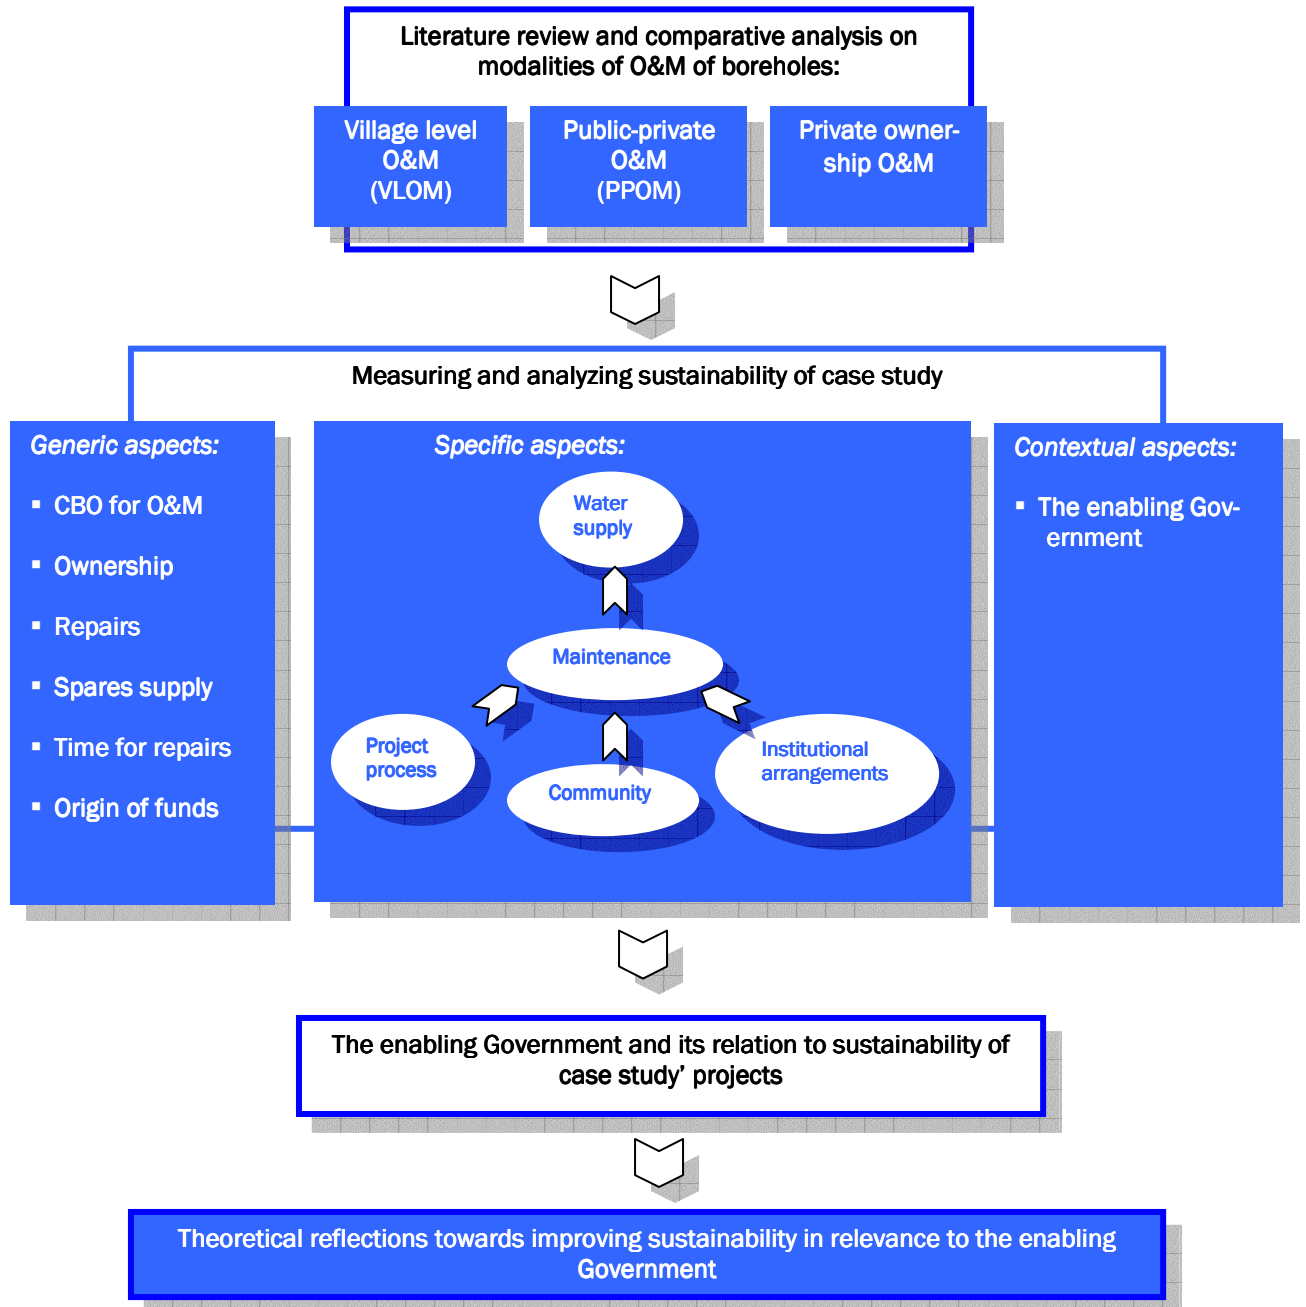 Literature review and comparative analysis on
modalities of O&M of boreholes:
Village level
O&M
(VLOM)
Public-private
O&M
(PPOM)
Private owner-
ship O&M
Measuring and analyzing sustainability of case study
Generic aspects:
▪ CBO for O&M
▪ Ownership
▪ Repairs
▪ Spares supply
▪ Time for repairs
▪ Origin of funds
Specific aspects:
Water
supply
Maintenance
Project
process
Community
Institutional
arrangements
Contextual aspects:
▪ The enabling Gov-
ernment
The enabling Government and its relation to sustainability of
case study’ projects
Theoretical reflections towards improving sustainability in relevance to the enabling
Government